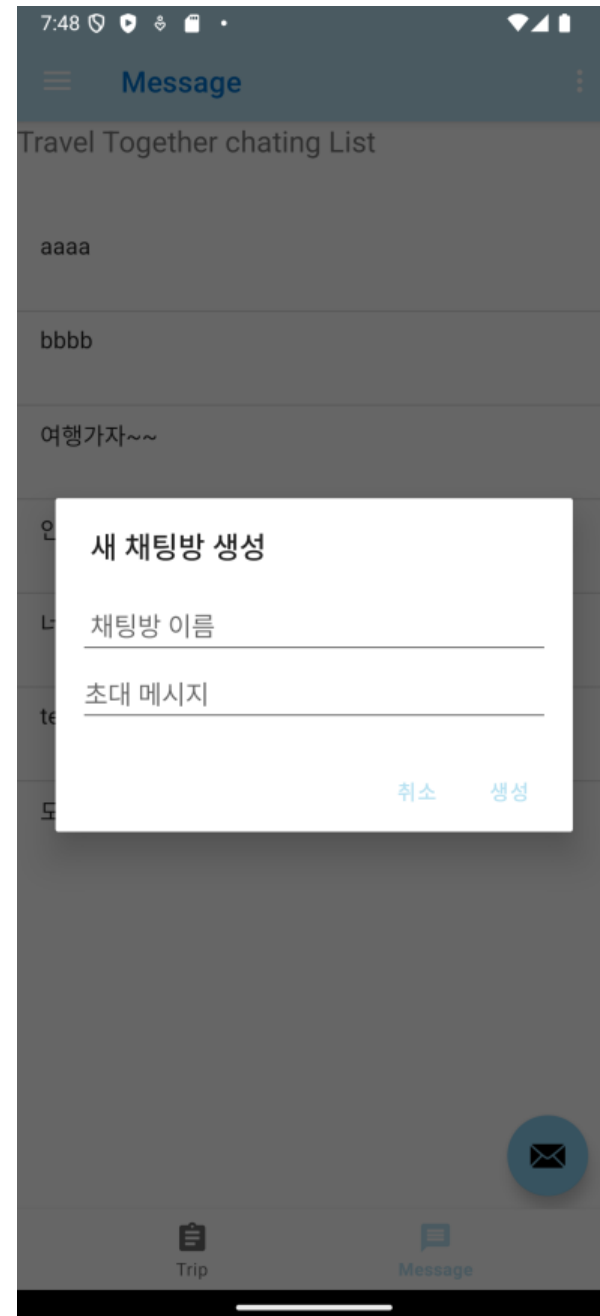 7:48
Message
Travel Together chating List
aaaa
bbbb
여행가자~~
새 채팅방 생성
채팅방 이름
초대 메시지
te
취소 생성
Trip Message